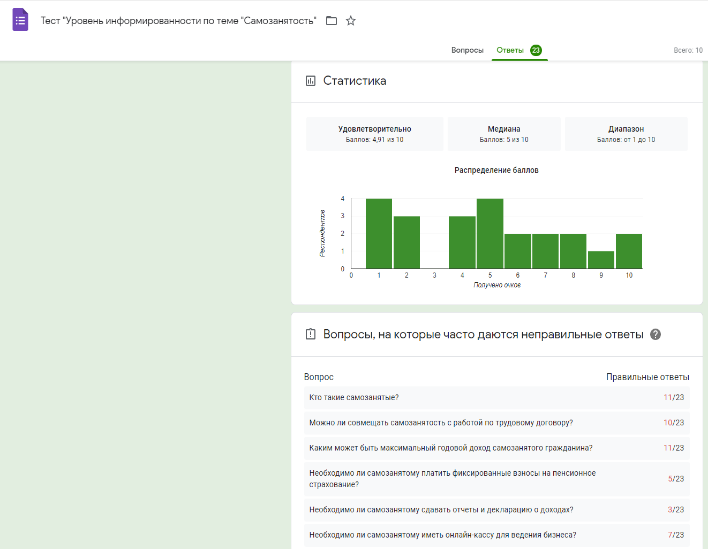 Тест "Уровень информированности по теме "Самозанятость"
Вопросы Ответы 23
Всего: 10
Статистика
Удовлетворительно Медиана Диапазон
Баллов: 4,91 из 10 Баллов: 5 из 10 Баллов: от 1 до 10
Распределение баллов
4
3
2
1
0
Респондентов
0 1 2 3 4 5 6 7 8 9 10
Получено очков
Вопросы, на которые часто даются неправильные ответы ?
Вопрос Правильные ответы
Кто такие самозанятые? 11/23
Можно ли совмещать самозанятость с работой по трудовому договору? 10/23
Каким может быть максимальный годовой доход самозанятого гражданина? 11/23
Необходимо ли самозанятому платить фиксированные взносы на пенсионное
страхование? 5/23
Необходимо ли самозанятому сдавать отчеты и декларацию о доходах? 3/23
Необходимо ли самозанятому иметь онлайн-кассу для ведения бизнеса? 7/23